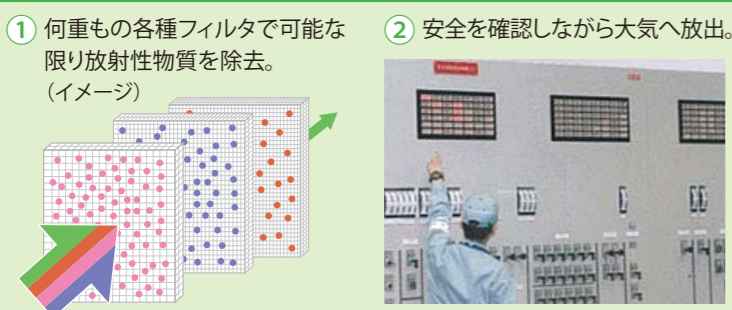 ① 何重もの各種フィルタで可能な
限り放射性物質を除去。
（イメージ）
② 安全を確認しながら大気へ放出。